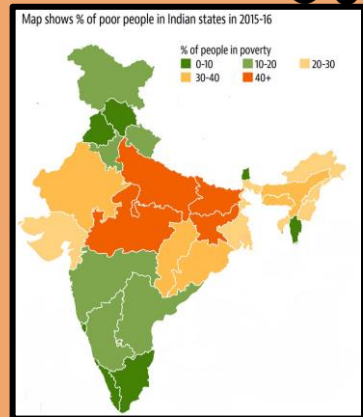 Map shows % of poor people in Indian states in 2015-16
% of people in poverty
0-10 10-20 20-30
30-40 40+